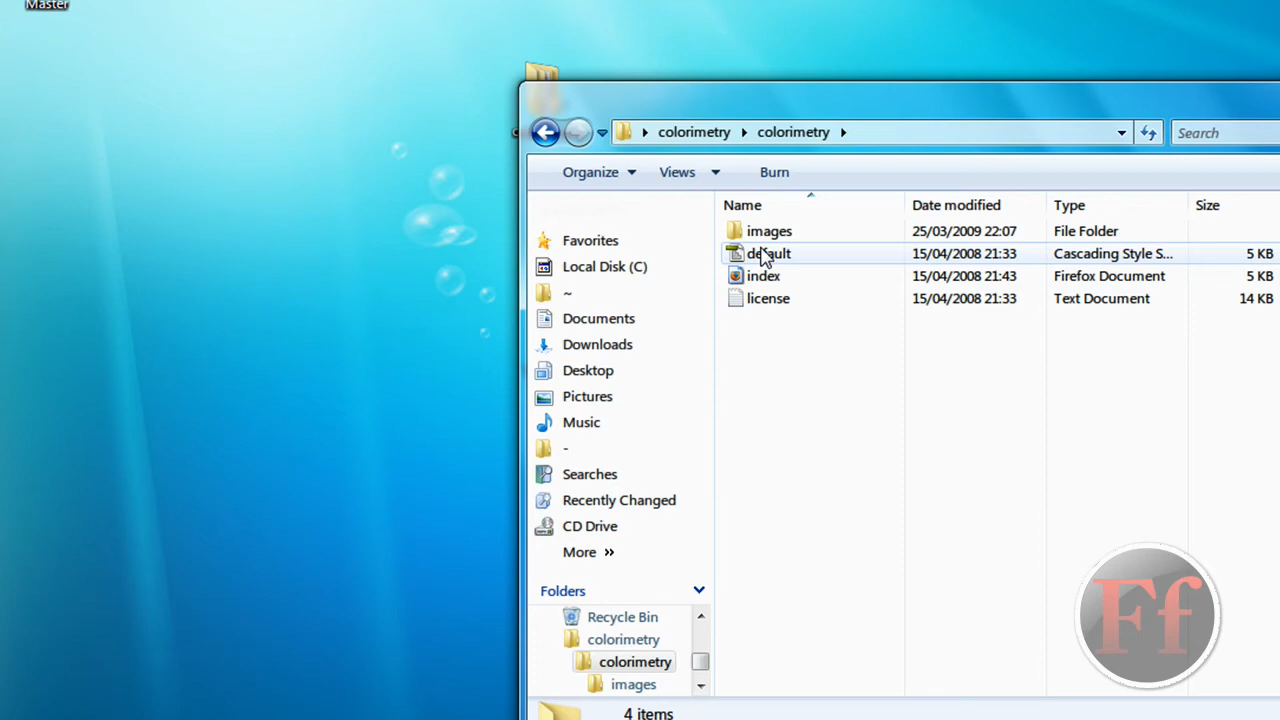 Master
colorimetry colorimetry Search
Organize Views Burn
Name Date modified Type Size
images 25/03/2009 22:07 File Folder
default 15/04/2008 21:33 Cascading Style S... 5 KB
index 15/04/2008 21:43 Firefox Document 5 KB
license 15/04/2008 21:33 Text Document 14 KB
Favorites
Local Disk (C)
~
Documents
Downloads
Desktop
Pictures
Music
-
Searches
Recently Changed
CD Drive
More »
Folders
Recycle Bin
colorimetry
colorimetry
images
4 items
Ff